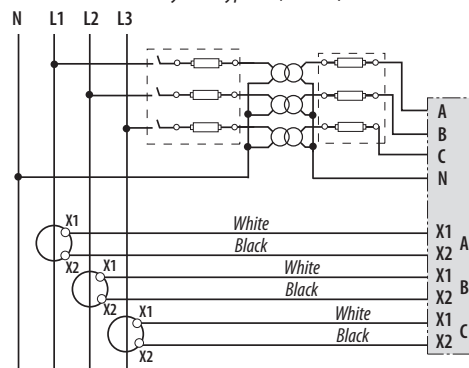 N L1 L2 L3
A
B
C
N
X1 White X1
X2 Black X2 A
X1 White X1
X2 Black X2 B
X1 White X1
X2 Black X2 C